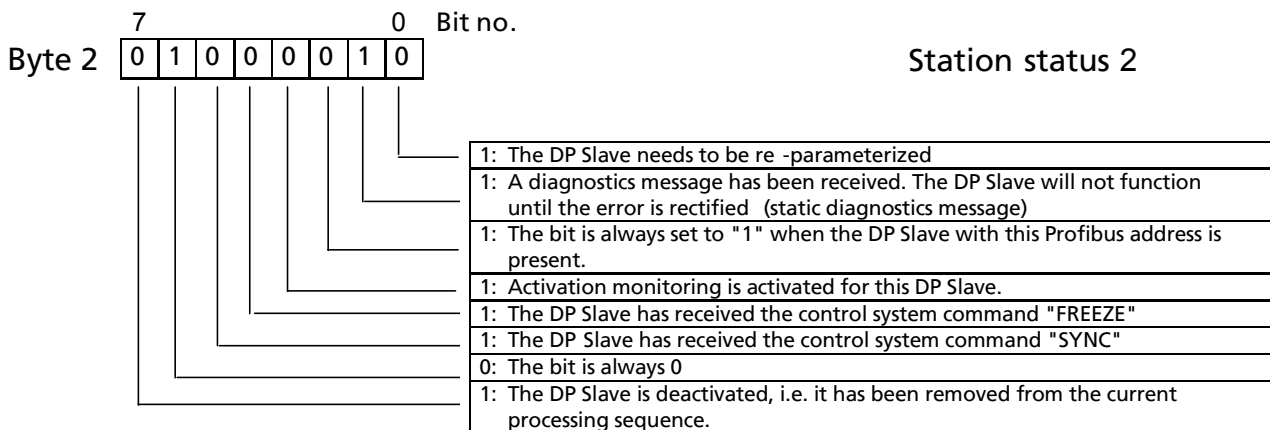 7 0 Bit no.
Byte 2 0 1 0 0 0 0 1 0 Station status 2
1: The DP Slave needs to be re -parameterized
1: A diagnostics message has been received. The DP Slave will not function
until the error is rectified (static diagnostics message)
1: The bit is always set to "1" when the DP Slave with this Profibus address is
present.
1: Activation monitoring is activated for this DP Slave.
1: The DP Slave has received the control system command "FREEZE"
1: The DP Slave has received the control system command "SYNC"
0: The bit is always 0
1: The DP Slave is deactivated, i.e. it has been removed from the current
processing sequence.